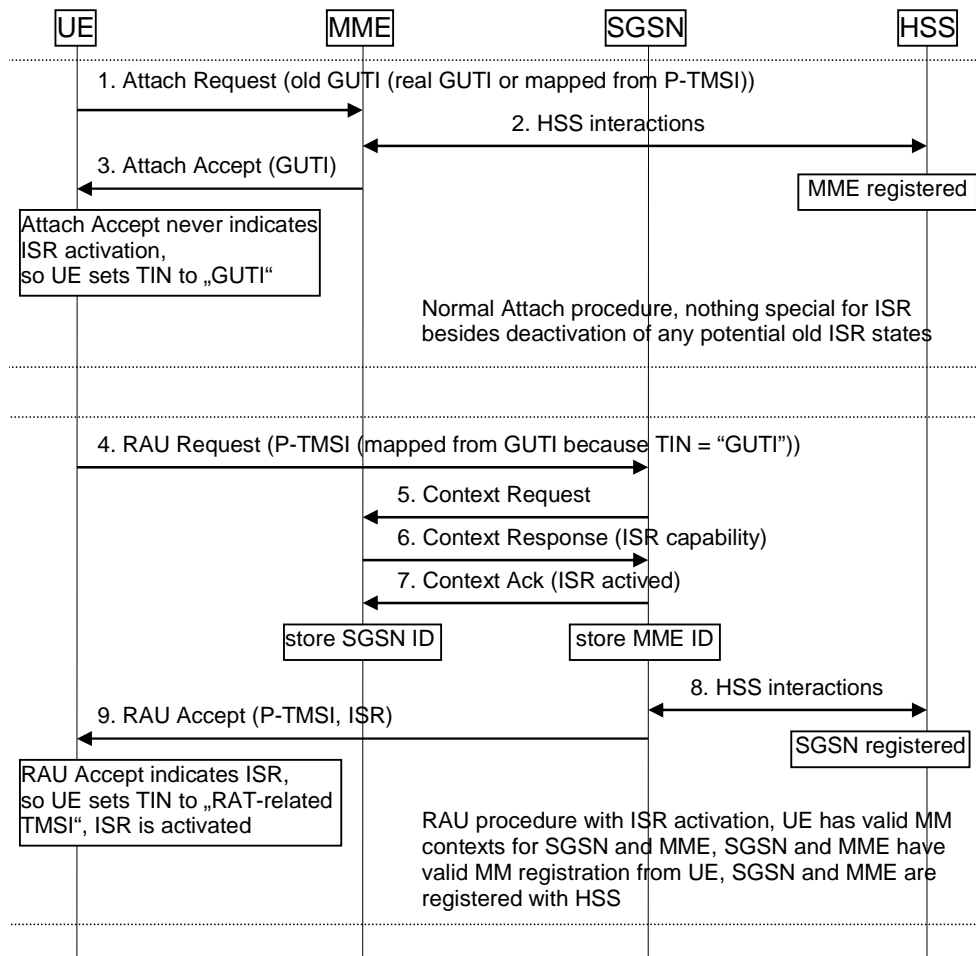 UE MME SGSN HSS
1. Attach Request (old GUTI (real GUTI or mapped from P-TMSI))
2. HSS interactions
3. Attach Accept (GUTI)
MME registered
Attach Accept never indicates
ISR activation,
so UE sets TIN to „GUTI“
Normal Attach procedure, nothing special for ISR
besides deactivation of any potential old ISR states
4. RAU Request (P-TMSI (mapped from GUTI because TIN = “GUTI”))
5. Context Request
6. Context Response (ISR capability)
7. Context Ack (ISR actived)
store SGSN ID store MME ID
8. HSS interactions
9. RAU Accept (P-TMSI, ISR)
SGSN registered
RAU Accept indicates ISR,
so UE sets TIN to „RAT-related
TMSI“, ISR is activated
RAU procedure with ISR activation, UE has valid MM
contexts for SGSN and MME, SGSN and MME have
valid MM registration from UE, SGSN and MME are
registered with HSS